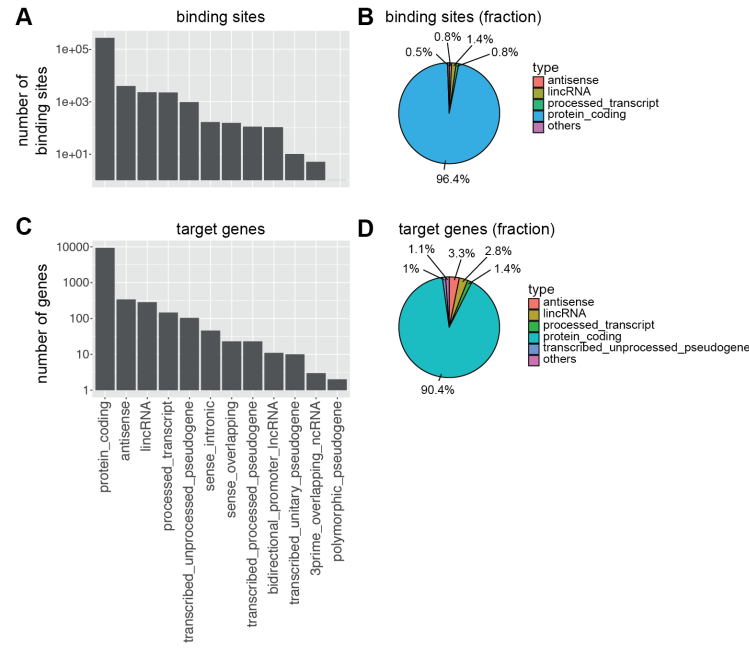 A
binding sites
number of
binding sites
1e+05
1e+03
1e+01
B
binding sites (fraction)
0.8%
1.4%
0.5%
0.8%
96.4%
type
antisense
lincRNA
processed_transcript
protein_coding
others
C
target genes
number of genes
10000
1000
100
10
1
protein_coding
antisense
lincRNA
processed_transcript
transcribed_unprocessed_pseudogene
sense_intronic
sense_overlapping
transcribed_processed_pseudogene
bidirectional_promoter_lncRNA
transcribed_unitary_pseudogene
3prime_overlapping_ncRNA
polymorphic_pseudogene
D
target genes (fraction)
1.1%
3.3%
2.8%
1%
1.4%
90.4%
type
antisense
lincRNA
processed_transcript
protein_coding
transcribed_unprocessed_pseudogene
others